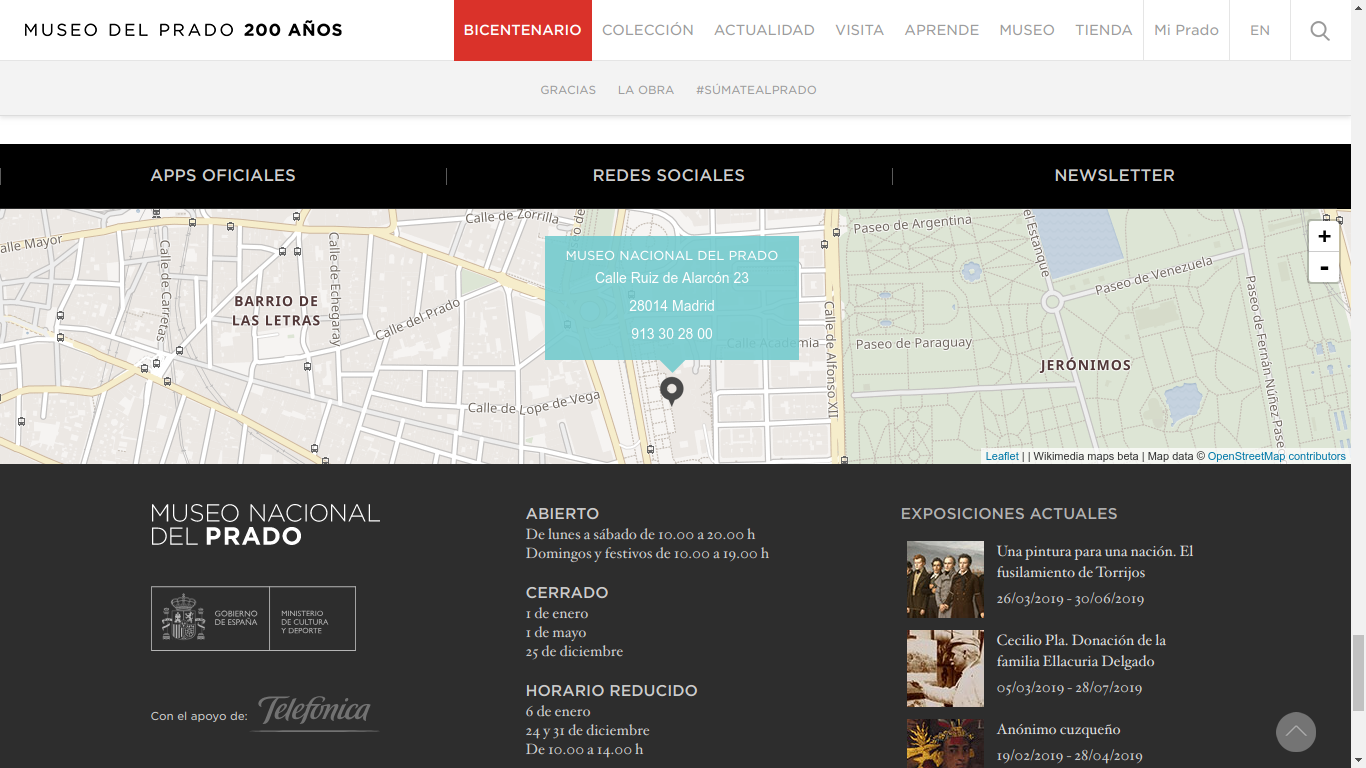 MUSEO DEL PRADO 200 AÑOS
BICENTENARIO
COLECCIÓN
ACTUALIDAD
VISITA
APRENDE
MUSEO
TIENDA
Mi Prado
EN
GRACIAS
LA OBRA
#SÚMATEALPRADO
APPS OFICIALES
REDES SOCIALES
NEWSLETTER
Calle de Zorrilla
alle Mayor
Calle de Carretas
Calle de Echegaray
BARRIO DE
LAS LETRAS
Calle del Prado
Calle de Lope de Vega
MUSEO NACIONAL DEL PRADO
Calle Ruiz de Alarcón 23
28014 Madrid
913 30 28 00
Calle Academia
Calle de Alfonso XII
Paseo de Argentina
el Estanque
Paseo de Venezuela
Paseo de Paraguay
JERÓNIMOS
Paseo de Fernán Núñez
Pase
+
-
Leaflet | | Wikimedia maps beta | Map data © OpenStreetMap contributors
MUSEO NACIONAL
DEL PRADO
GOBIERNO
DE ESPAÑA
MINISTERIO
DE CULTURA
Y DEPORTE
Con el apoyo de:
Telefónica
ABIERTO
De lunes a sábado de 10.00 a 20.00 h
Domingos y festivos de 10.00 a 19.00 h
CERRADO
1 de enero
1 de mayo
25 de diciembre
HORARIO REDUCIDO
6 de enero
24 y 31 de diciembre
De 10.00 a 14.00 h
EXPOSICIONES ACTUALES
Una pintura para una nación. El
fusilamiento de Torrijos
26/03/2019 - 30/06/2019
Cecilio Pla. Donación de la
familia Ellacuria Delgado
05/03/2019 - 28/07/2019
Anónimo cuzqueño
19/02/2019 - 28/04/2019